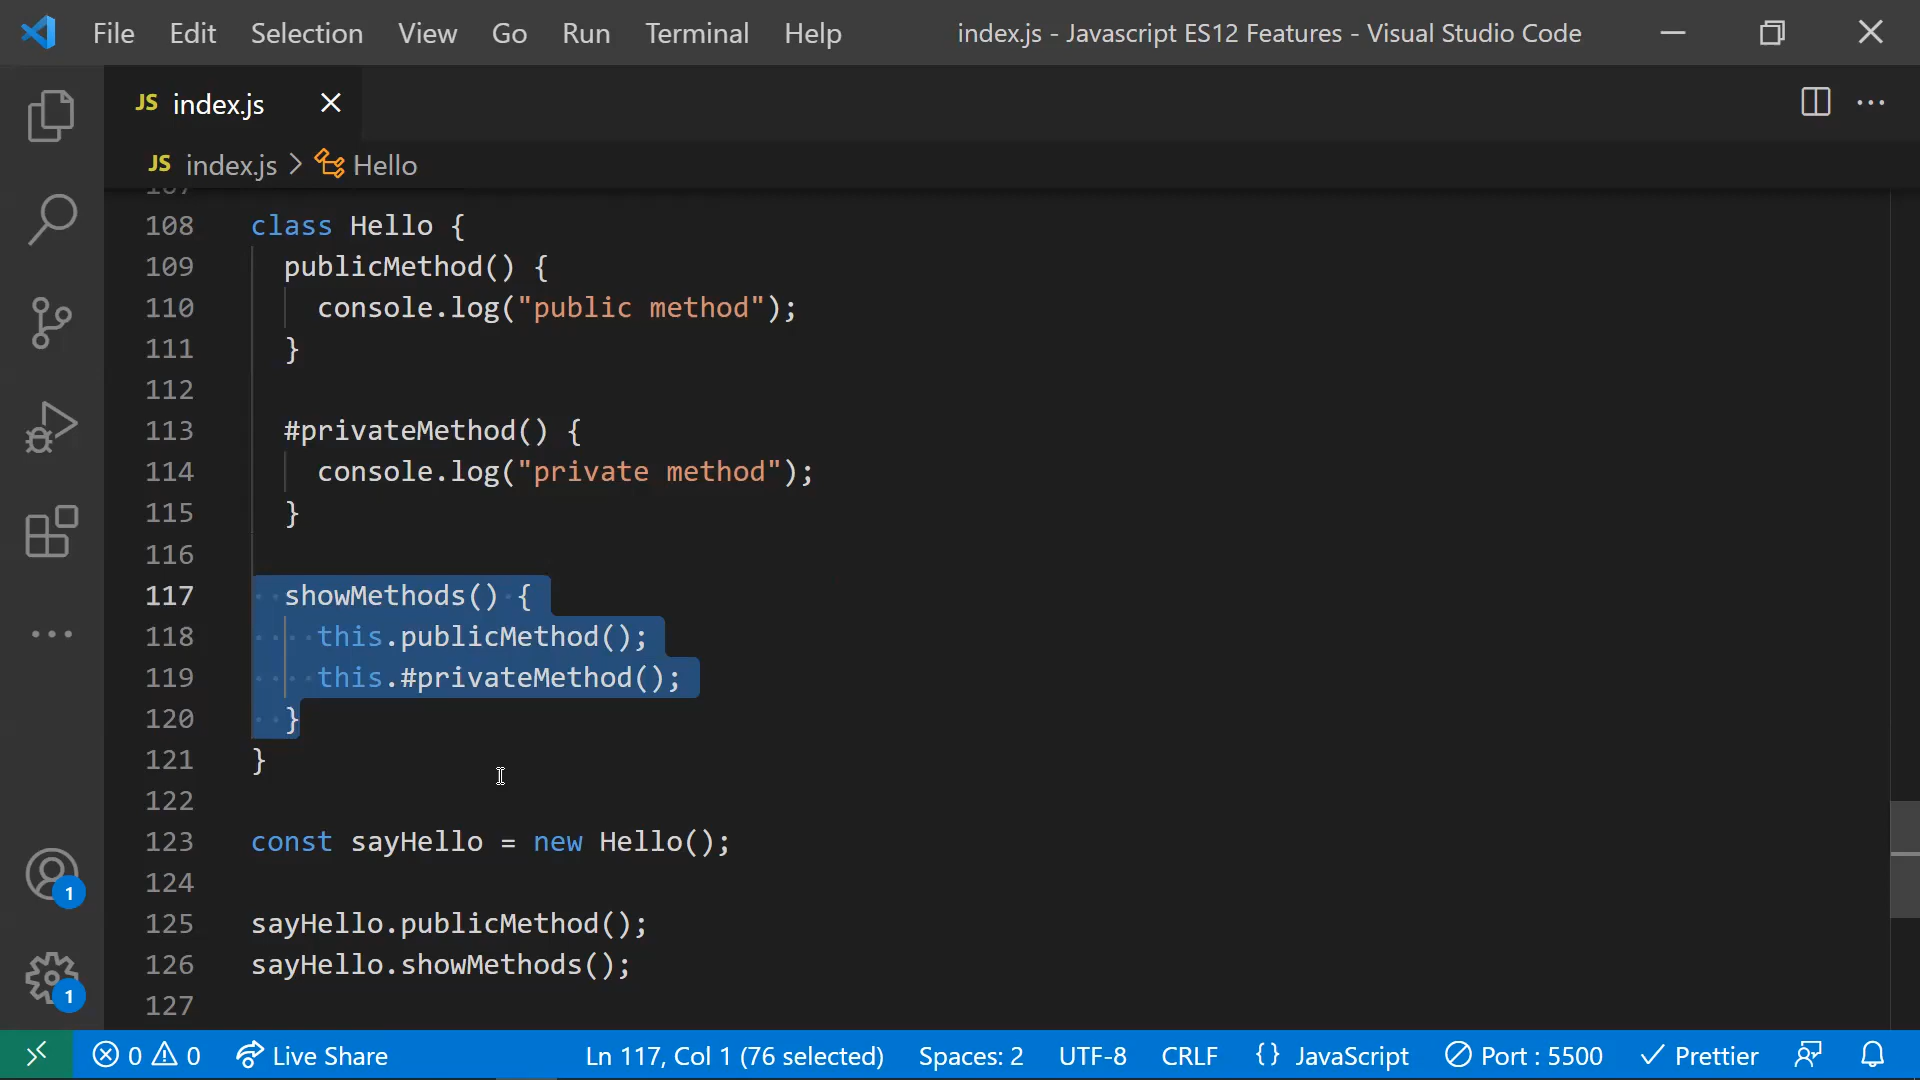 File Edit Selection View Go Run Terminal Help index.js - Javascript ES12 Features - Visual Studio Code
JS index.js
JS index.js > Hello
107
108 class Hello {
109   publicMethod() {
110     console.log("public method");
111   }
112
113   #privateMethod() {
114     console.log("private method");
115   }
116
117   showMethods() {
118     this.publicMethod();
119     this.#privateMethod();
120   }
121 }
122
123 const sayHello = new Hello();
124
125 sayHello.publicMethod();
126 sayHello.showMethods();
127
1
1
0 0 Live Share Ln 117, Col 1 (76 selected) Spaces: 2 UTF-8 CRLF {} JavaScript Port : 5500 Prettier